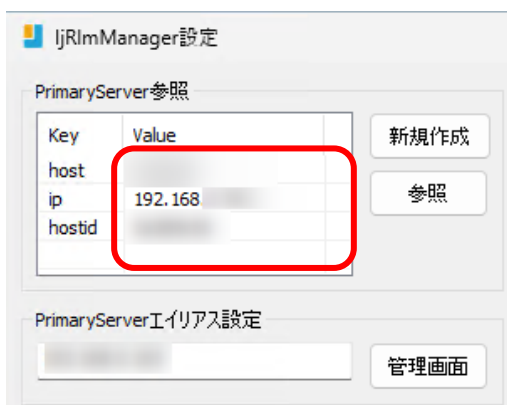 IjRlmManager設定
PrimaryServer参照
Key Value
新規作成
host
ip 192.168
参照
hostid
PrimaryServerエイリアス設定
管理画面